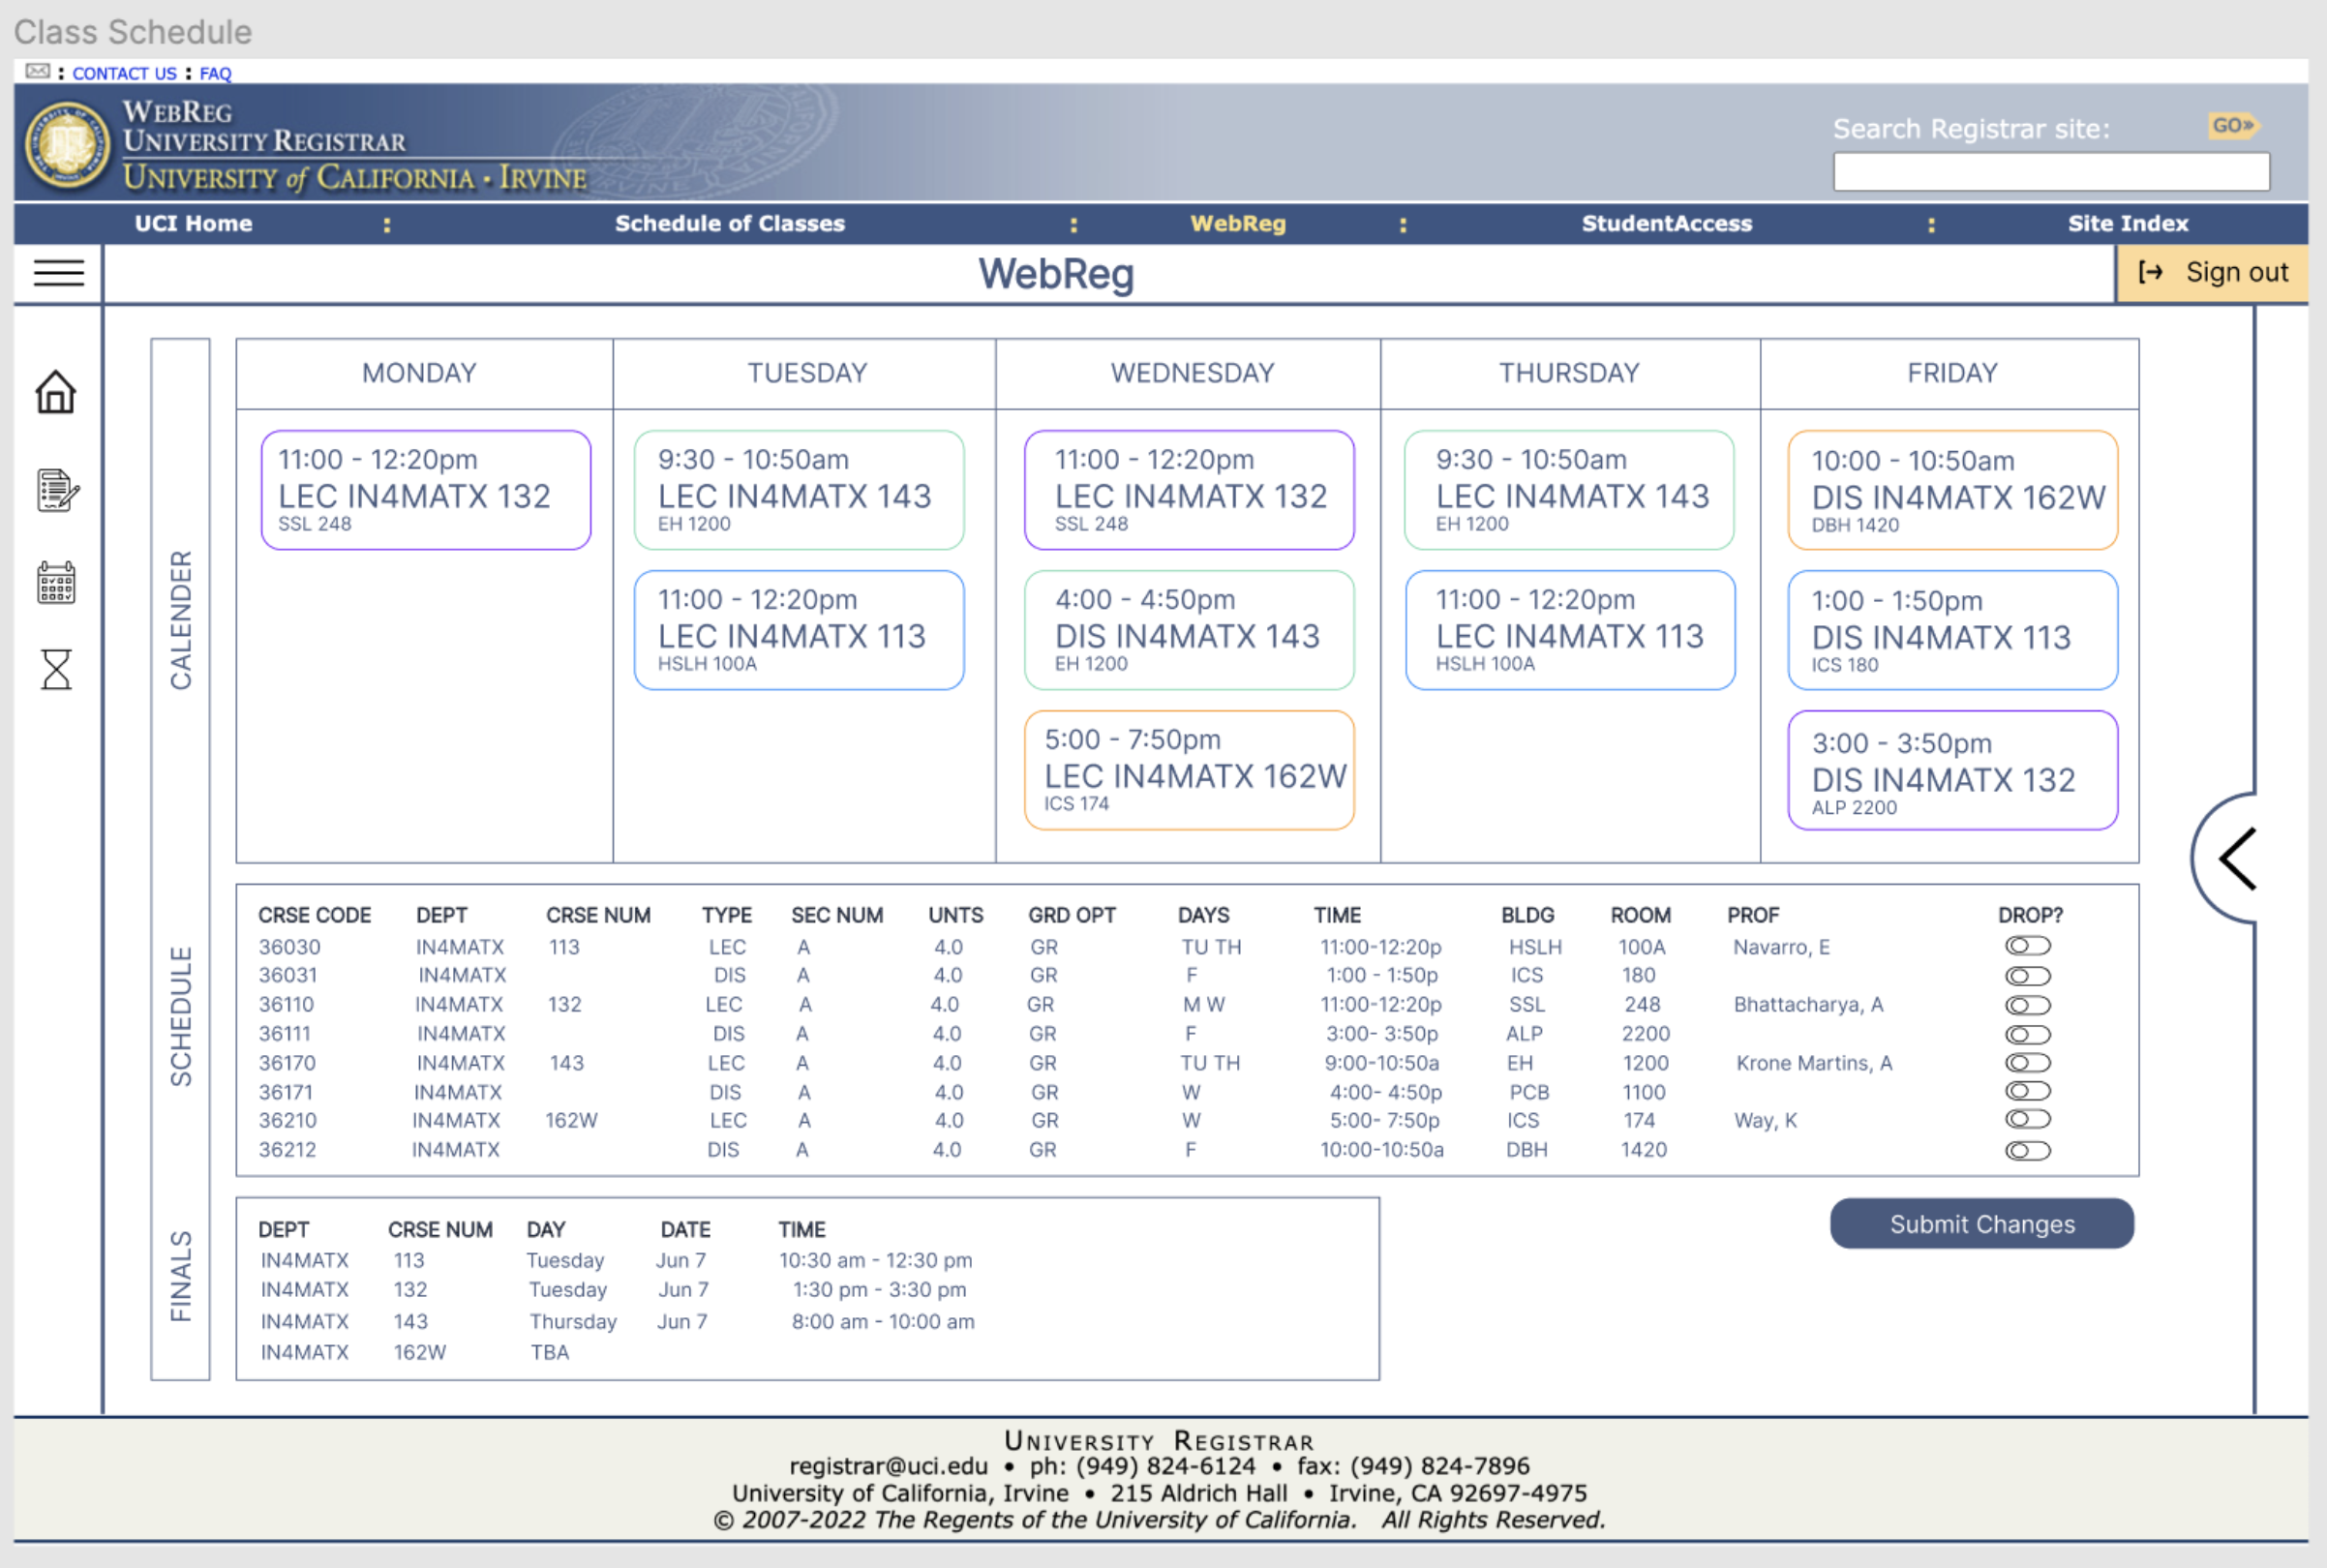 Class Schedule
: CONTACT US : FAQ
WEBREG
UNIVERSITY REGISTRAR
UNIVERSITY of CALIFORNIA · IRVINE
Search Registrar site: GO»
UCI Home : Schedule of Classes : WebReg : StudentAccess : Site Index
WebReg
Sign out
CALENDER
MONDAY TUESDAY WEDNESDAY THURSDAY FRIDAY
11:00 - 12:20pm
LEC IN4MATX 132
SSL 248
9:30 - 10:50am
LEC IN4MATX 143
EH 1200
11:00 - 12:20pm
LEC IN4MATX 113
HSLH 100A
11:00 - 12:20pm
LEC IN4MATX 132
SSL 248
4:00 - 4:50pm
DIS IN4MATX 143
EH 1200
5:00 - 7:50pm
LEC IN4MATX 162W
ICS 174
9:30 - 10:50am
LEC IN4MATX 143
EH 1200
11:00 - 12:20pm
LEC IN4MATX 113
HSLH 100A
10:00 - 10:50am
DIS IN4MATX 162W
DBH 1420
1:00 - 1:50pm
DIS IN4MATX 113
ICS 180
3:00 - 3:50pm
DIS IN4MATX 132
ALP 2200
SCHEDULE
CRSE CODE DEPT CRSE NUM TYPE SEC NUM UNTS GRD OPT DAYS TIME BLDG ROOM PROF DROP?
36030 IN4MATX 113 LEC A 4.0 GR TU TH 11:00-12:20p HSLH 100A Navarro, E
36031 IN4MATX DIS A 4.0 GR F 1:00 - 1:50p ICS 180
36110 IN4MATX 132 LEC A 4.0 GR M W 11:00-12:20p SSL 248 Bhattacharya, A
36111 IN4MATX DIS A 4.0 GR F 3:00- 3:50p ALP 2200
36170 IN4MATX 143 LEC A 4.0 GR TU TH 9:00-10:50a EH 1200 Krone Martins, A
36171 IN4MATX DIS A 4.0 GR W 4:00- 4:50p PCB 1100
36210 IN4MATX 162W LEC A 4.0 GR W 5:00- 7:50p ICS 174 Way, K
36212 IN4MATX DIS A 4.0 GR F 10:00-10:50a DBH 1420
FINALS
DEPT CRSE NUM DAY DATE TIME
IN4MATX 113 Tuesday Jun 7 10:30 am - 12:30 pm
IN4MATX 132 Tuesday Jun 7 1:30 pm - 3:30 pm
IN4MATX 143 Thursday Jun 7 8:00 am - 10:00 am
IN4MATX 162W TBA
Submit Changes
UNIVERSITY REGISTRAR
registrar@uci.edu • ph: (949) 824-6124 • fax: (949) 824-7896
University of California, Irvine • 215 Aldrich Hall • Irvine, CA 92697-4975
© 2007-2022 The Regents of the University of California. All Rights Reserved.